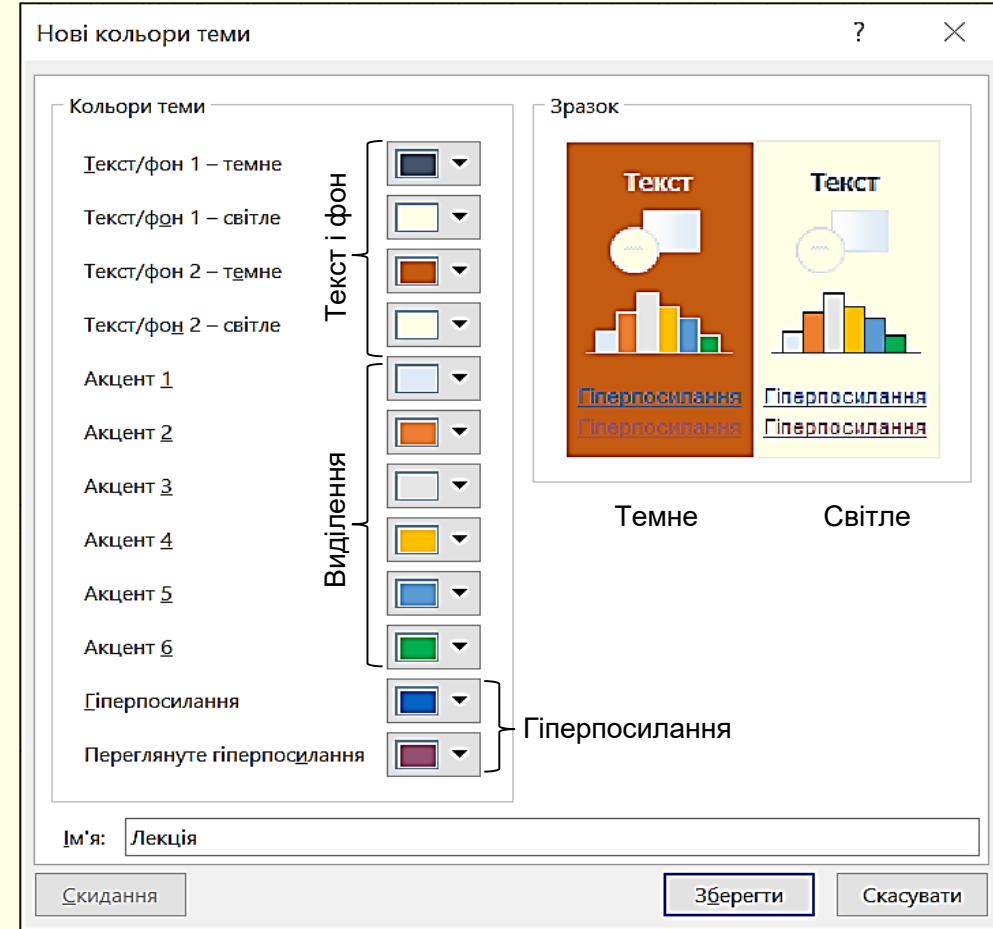 Нові кольори теми ?
Кольори теми
Текст/фон 1 – темне
Текст/фон 1 – світле
Текст/фон 2 – темне
Текст/фон 2 – світле
Акцент 1
Акцент 2
Акцент 3
Акцент 4
Акцент 5
Акцент 6
Гіперпосилання
Переглянуте гіперпосилання
Текст і фон
Виділення
Гіперпосилання
Зразок
Текст Текст
Гіперпосилання Гіперпосилання
Гіперпосилання Гіперпосилання
Темне Світле
Ім'я: Лекція
Скидання Зберегти Скасувати